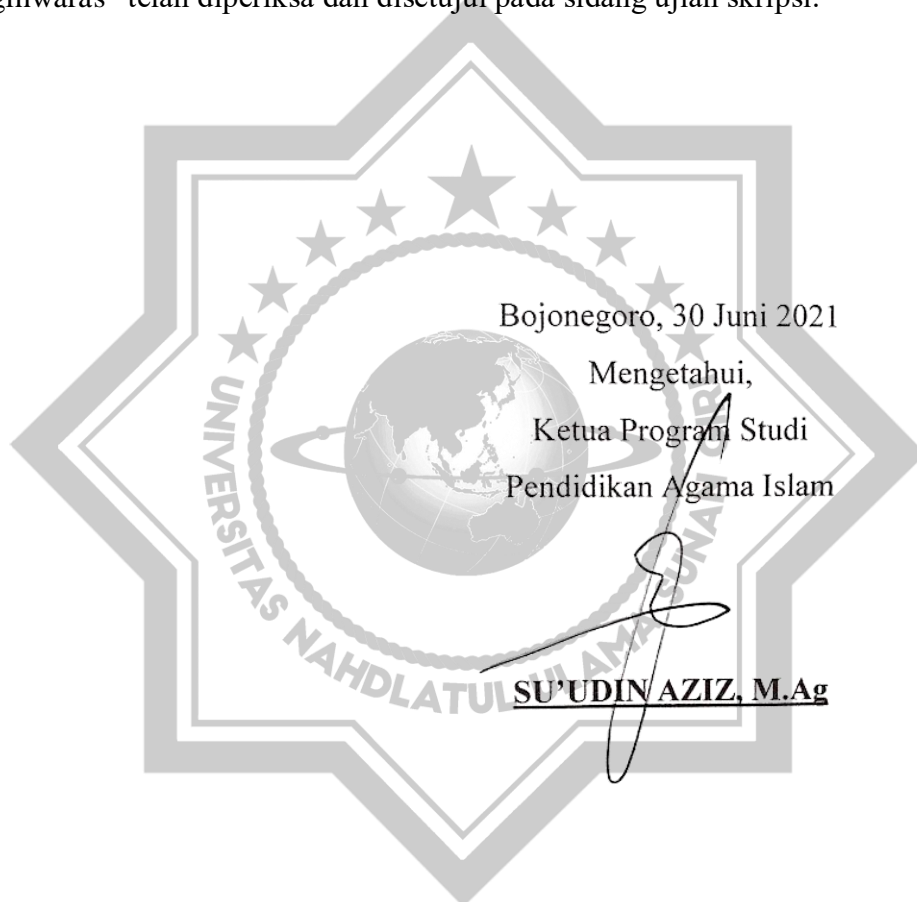 telah diperiksa dan disetujui pada sidang ujian skripsi.
Bojonegoro, 30 Juni 2021
Mengetahui,
Ketua Program Studi
Pendidikan Agama Islam
SU'UDIN AZIZ, M.Ag
UNIVERSITAS NAHDLATUL ULAMA SUNAN GIRI